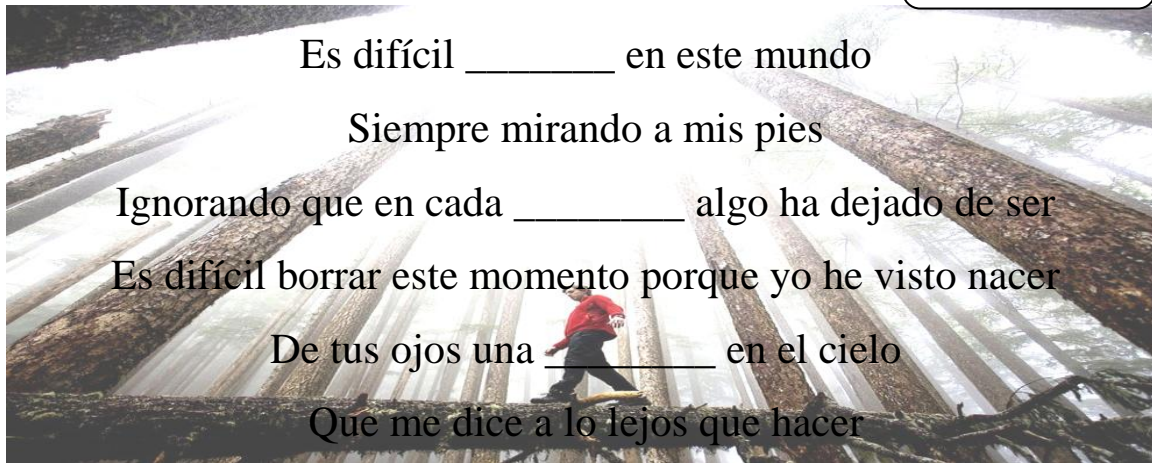 Es difícil _______ en este mundo
Siempre mirando a mis pies
Ignorando que en cada ________ algo ha dejado de ser
Es difícil borrar este momento porque yo he visto nacer
De tus ojos una ________ en el cielo
Que me dice a lo lejos que hacer